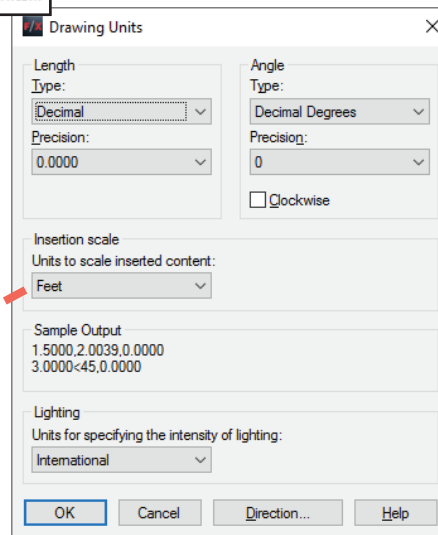 F/X Drawing Units
Length
Type:
Decimal
Precision:
0.0000
Angle
Type:
Decimal Degrees
Precision:
0
Clockwise
Insertion scale
Units to scale inserted content:
Feet
Sample Output
1.5000,2.0039,0.0000
3.0000<45,0.0000
Lighting
Units for specifying the intensity of lighting:
International
OK Cancel Direction... Help